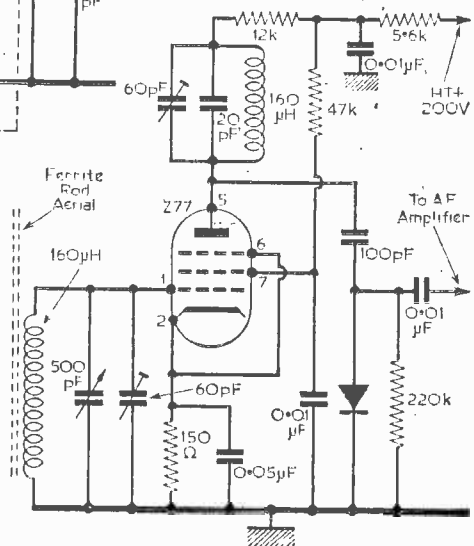 pF
12k
5·6k
0·01µF
HT+
200V
60pF
20
pF
160
µH
47k
Ferrite
Rod
Aerial
Z77
5
6
7
1
2
160µH
100pF
To AF
Amplifier
0·01
µF
500
pF
60pF
0·01
µF
220k
150
Ω
0·05µF